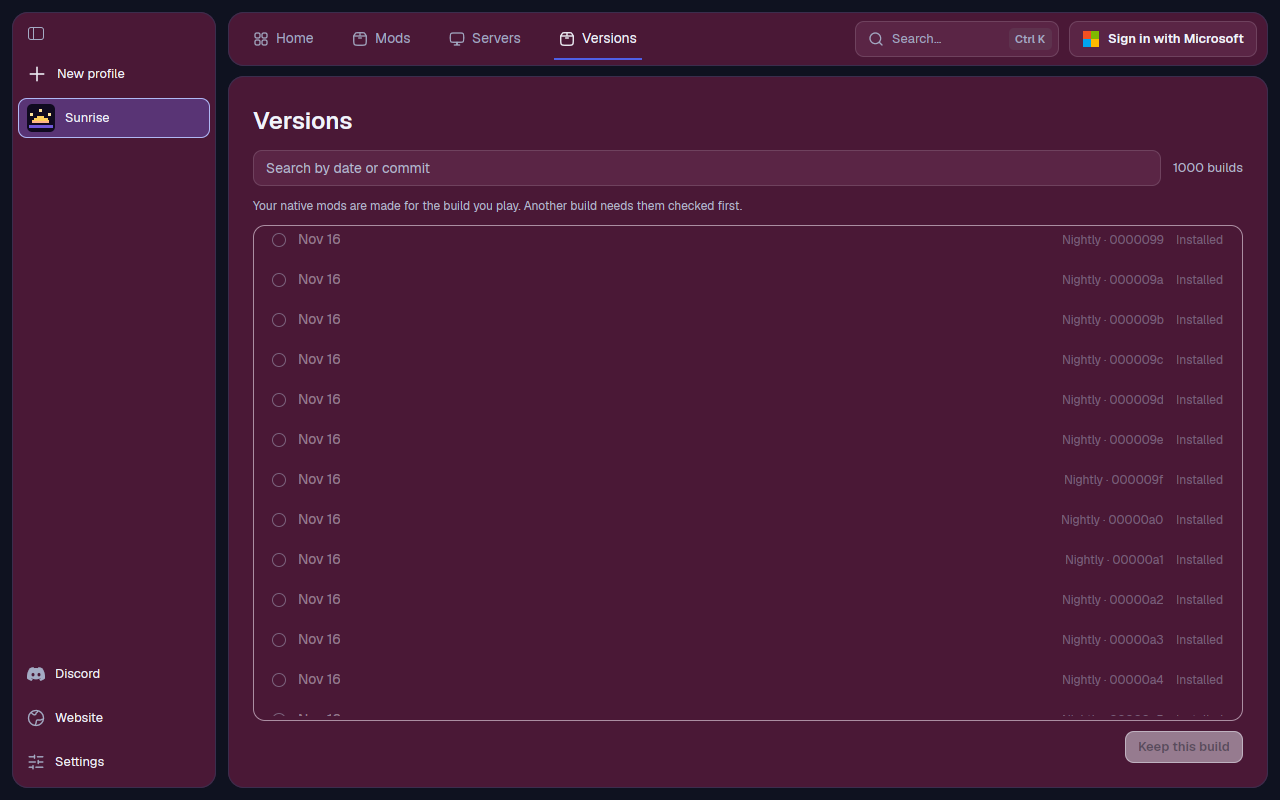 New profile
Sunrise
Discord
Website
Settings
Home
Mods
Servers
Versions
Search...
Ctrl K
Sign in with Microsoft
Versions
Search by date or commit
1000 builds
Your native mods are made for the build you play. Another build needs them checked first.
Nov 16 Nightly · 0000099 Installed
Nov 16 Nightly · 000009a Installed
Nov 16 Nightly · 000009b Installed
Nov 16 Nightly · 000009c Installed
Nov 16 Nightly · 000009d Installed
Nov 16 Nightly · 000009e Installed
Nov 16 Nightly · 000009f Installed
Nov 16 Nightly · 00000a0 Installed
Nov 16 Nightly · 00000a1 Installed
Nov 16 Nightly · 00000a2 Installed
Nov 16 Nightly · 00000a3 Installed
Nov 16 Nightly · 00000a4 Installed
Keep this build